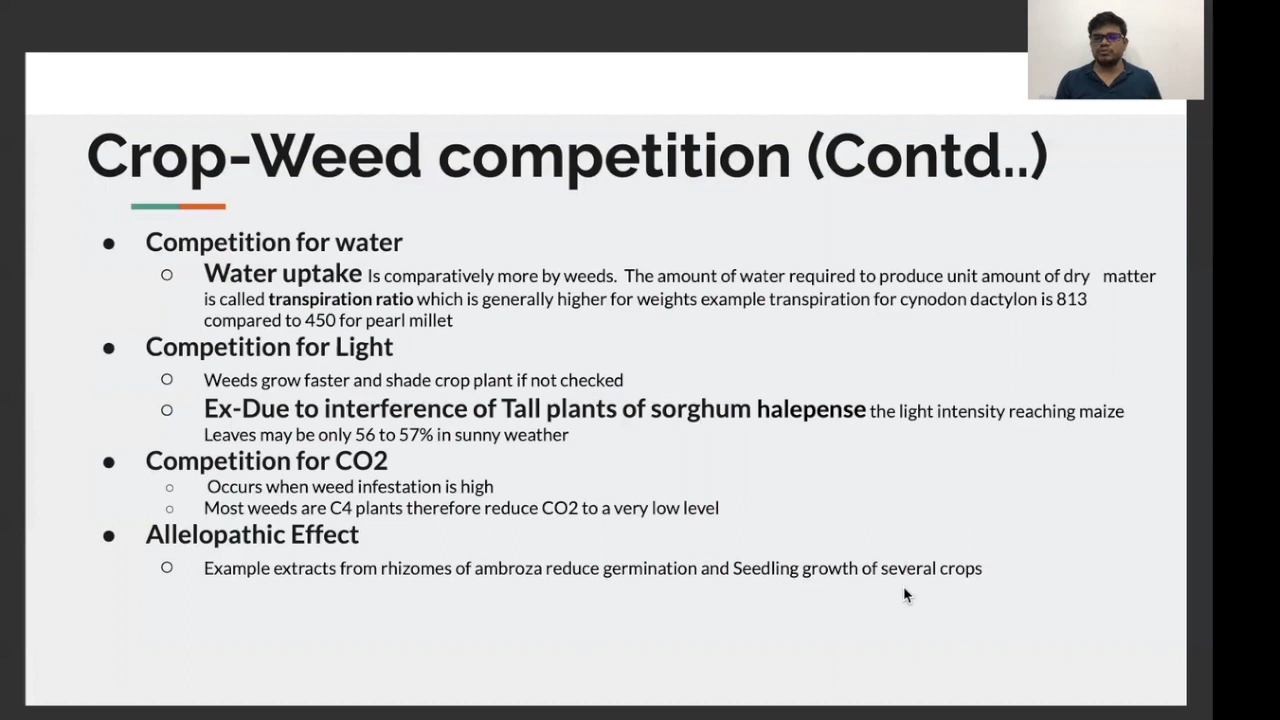 Crop-Weed competition (Contd..)
● Competition for water
○ Water uptake Is comparatively more by weeds. The amount of water required to produce unit amount of dry matter
is called transpiration ratio which is generally higher for weights example transpiration for cynodon dactylon is 813
compared to 450 for pearl millet
● Competition for Light
○ Weeds grow faster and shade crop plant if not checked
○ Ex-Due to interference of Tall plants of sorghum halepense the light intensity reaching maize
Leaves may be only 56 to 57% in sunny weather
● Competition for CO2
○ Occurs when weed infestation is high
○ Most weeds are C4 plants therefore reduce CO2 to a very low level
● Allelopathic Effect
○ Example extracts from rhizomes of ambroza reduce germination and Seedling growth of several crops